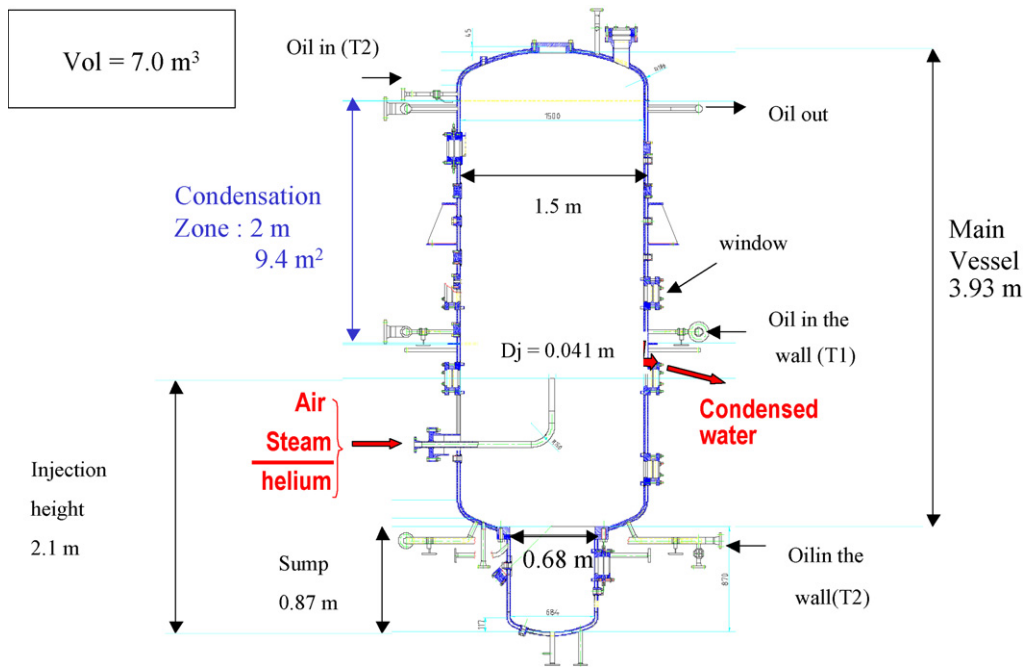 Vol = 7.0 m³
Oil in (T2)
45
Oil out
1500
1.5 m
Condensation
Zone : 2 m
9.4 m²
window
Main
Vessel
3.93 m
Oil in the
wall (T1)
Dj = 0.041 m
Condensed
water
Air
Steam
helium
Injection
height
2.1 m
Sump
0.87 m
0.68 m
684
870
Oilin the
wall(T2)